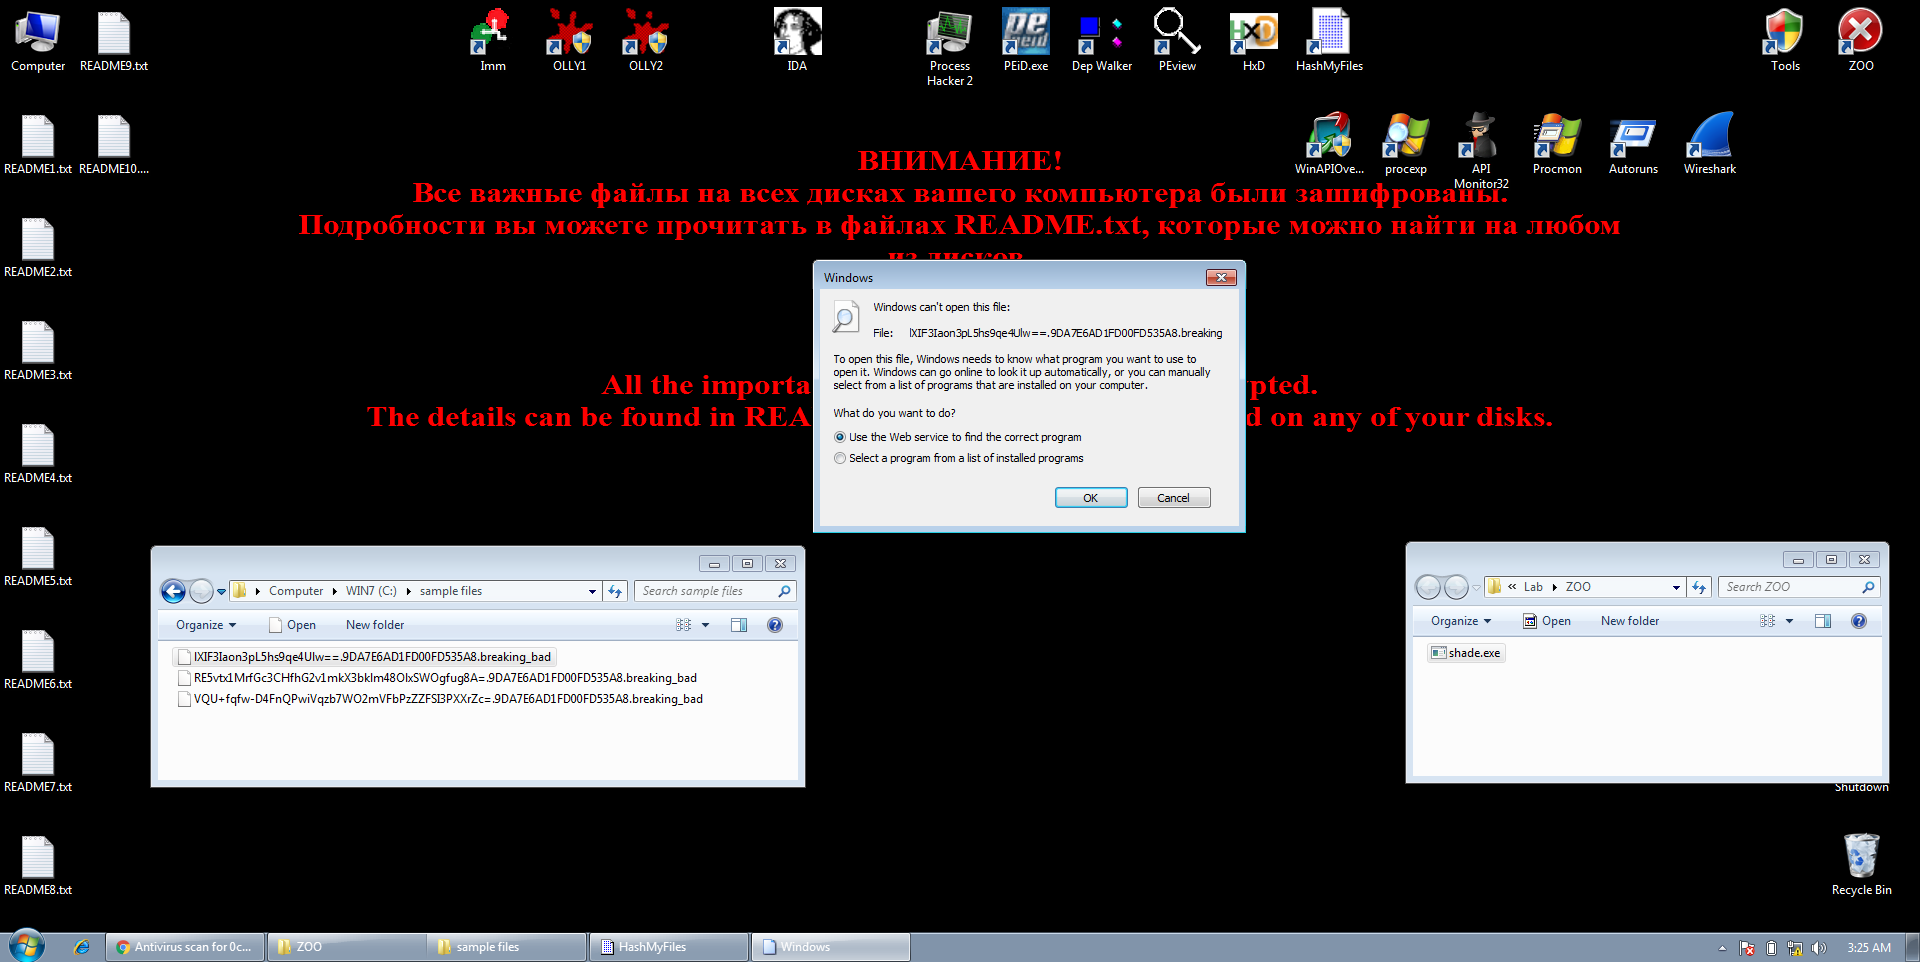 Computer
README9.txt
Imm
OLLY1
OLLY2
IDA
Process
Hacker 2
PEiD.exe
Dep Walker
PEview
HxD
HashMyFiles
Tools
ZOO
README1.txt
README10....
WinAPIOve...
procexp
API
Monitor32
Procmon
Autoruns
Wireshark
ВНИМАНИЕ!
Все важные файлы на всех дисках вашего компьютера были зашифрованы.
Подробности вы можете прочитать в файлах README.txt, которые можно найти на любом
из дисков
README2.txt
README3.txt
README4.txt
README5.txt
README6.txt
README7.txt
README8.txt
All the importa
ypted.
The details can be found in REA
d on any of your disks.
Windows
Windows can't open this file:
File: lXIF3Iaon3pL5hs9qe4Ulw==.9DA7E6AD1FD00FD535A8.breaking
To open this file, Windows needs to know what program you want to use to
open it. Windows can go online to look it up automatically, or you can manually
select from a list of programs that are installed on your computer.
What do you want to do?
Use the Web service to find the correct program
Select a program from a list of installed programs
OK
Cancel
Computer
WIN7 (C:)
sample files
Search sample files
Organize
Open
New folder
lXIF3Iaon3pL5hs9qe4Ulw==.9DA7E6AD1FD00FD535A8.breaking_bad
RE5vtx1MrfGc3CHfhG2v1mkX3bkIm48OlxSWOgfug8A=.9DA7E6AD1FD00FD535A8.breaking_bad
VQU+fqfw-D4FnQPwiVqzb7WO2mVFbPzZZFSI3PXXrZc=.9DA7E6AD1FD00FD535A8.breaking_bad
« Lab
ZOO
Search ZOO
Organize
Open
New folder
shade.exe
Shutdown
Recycle Bin
Antivirus scan for 0c...
ZOO
sample files
HashMyFiles
Windows
3:25 AM